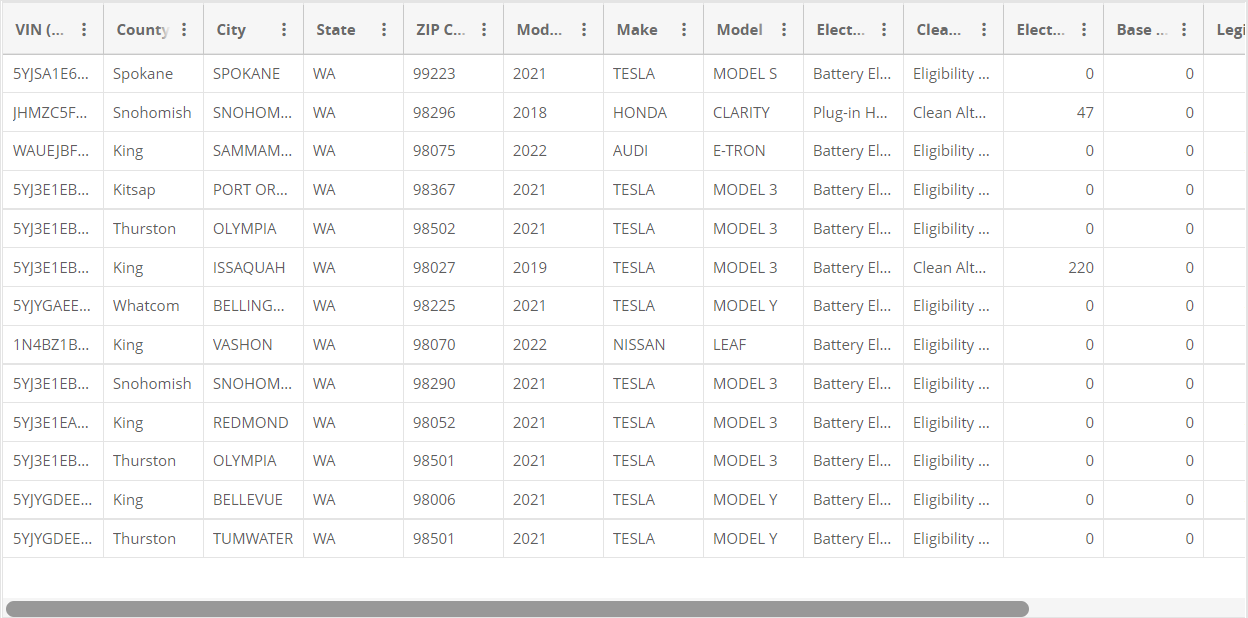 VIN (... County City State ZIP C... Mod... Make Model Elect... Clea... Elect... Base ... Legi
5YJSA1E6... Spokane SPOKANE WA 99223 2021 TESLA MODEL S Battery El... Eligibility ... 0 0
JHMZC5F... Snohomish SNOHOM... WA 98296 2018 HONDA CLARITY Plug-in H... Clean Alt... 47 0
WAUEJBF... King SAMMAM... WA 98075 2022 AUDI E-TRON Battery El... Eligibility ... 0 0
5YJ3E1EB... Kitsap PORT OR... WA 98367 2021 TESLA MODEL 3 Battery El... Eligibility ... 0 0
5YJ3E1EB... Thurston OLYMPIA WA 98502 2021 TESLA MODEL 3 Battery El... Eligibility ... 0 0
5YJ3E1EB... King ISSAQUAH WA 98027 2019 TESLA MODEL 3 Battery El... Clean Alt... 220 0
5YJYGAEE... Whatcom BELLING... WA 98225 2021 TESLA MODEL Y Battery El... Eligibility ... 0 0
1N4BZ1B... King VASHON WA 98070 2022 NISSAN LEAF Battery El... Eligibility ... 0 0
5YJ3E1EB... Snohomish SNOHOM... WA 98290 2021 TESLA MODEL 3 Battery El... Eligibility ... 0 0
5YJ3E1EA... King REDMOND WA 98052 2021 TESLA MODEL 3 Battery El... Eligibility ... 0 0
5YJ3E1EB... Thurston OLYMPIA WA 98501 2021 TESLA MODEL 3 Battery El... Eligibility ... 0 0
5YJYGDEE... King BELLEVUE WA 98006 2021 TESLA MODEL Y Battery El... Eligibility ... 0 0
5YJYGDEE... Thurston TUMWATER WA 98501 2021 TESLA MODEL Y Battery El... Eligibility ... 0 0